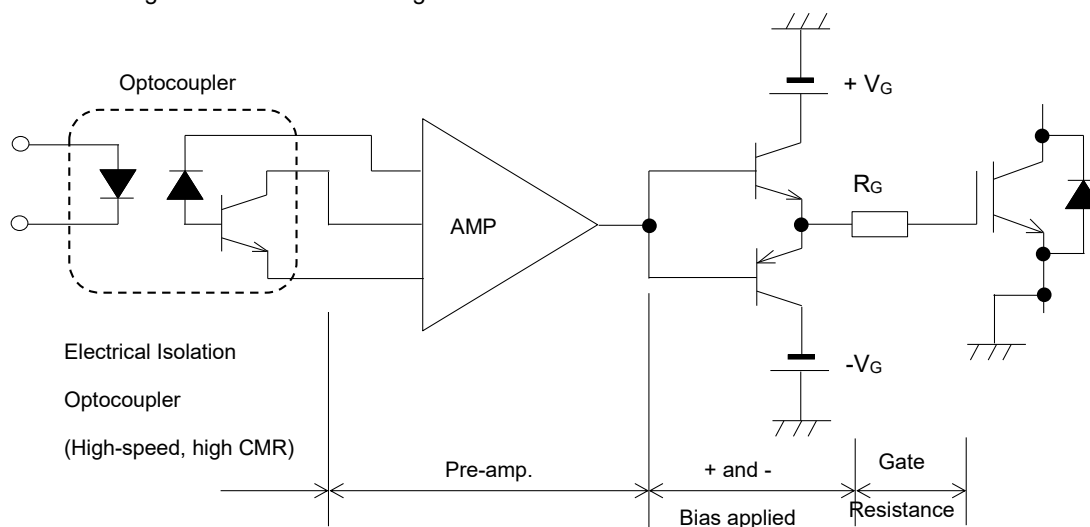 Optocoupler
+ VG
RG
AMP
-VG
Electrical Isolation
Optocoupler
(High-speed, high CMR)
Pre-amp.
+ and -
Bias applied
Gate
Resistance